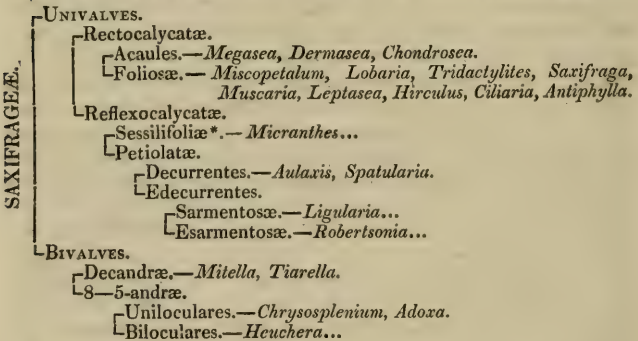 SAXIFRAGEÆ.
UNIVALVES.
Rectocalycatæ.
Acaules.—Megasea, Dermasea, Chondrosea.
Foliosæ.—Miscopetalum, Lobaria, Tridactylites, Saxifraga,
Muscaria, Leptasea, Hirculus, Ciliaria, Antiphylla.
Reflexocalycatæ.
Sessilifoliæ*.—Micranthes...
Petiolatæ.
Decurrentes.—Aulaxis, Spatularia.
Edecurrentes.
Sarmentosæ.—Ligularia...
Esarmentosæ.—Robertsonia...
BIVALVES.
Decandræ.—Mitella, Tiarella.
8—5-andræ.
Uniloculares.—Chrysosplenium, Adoxa.
Biloculares.—Heuchera...